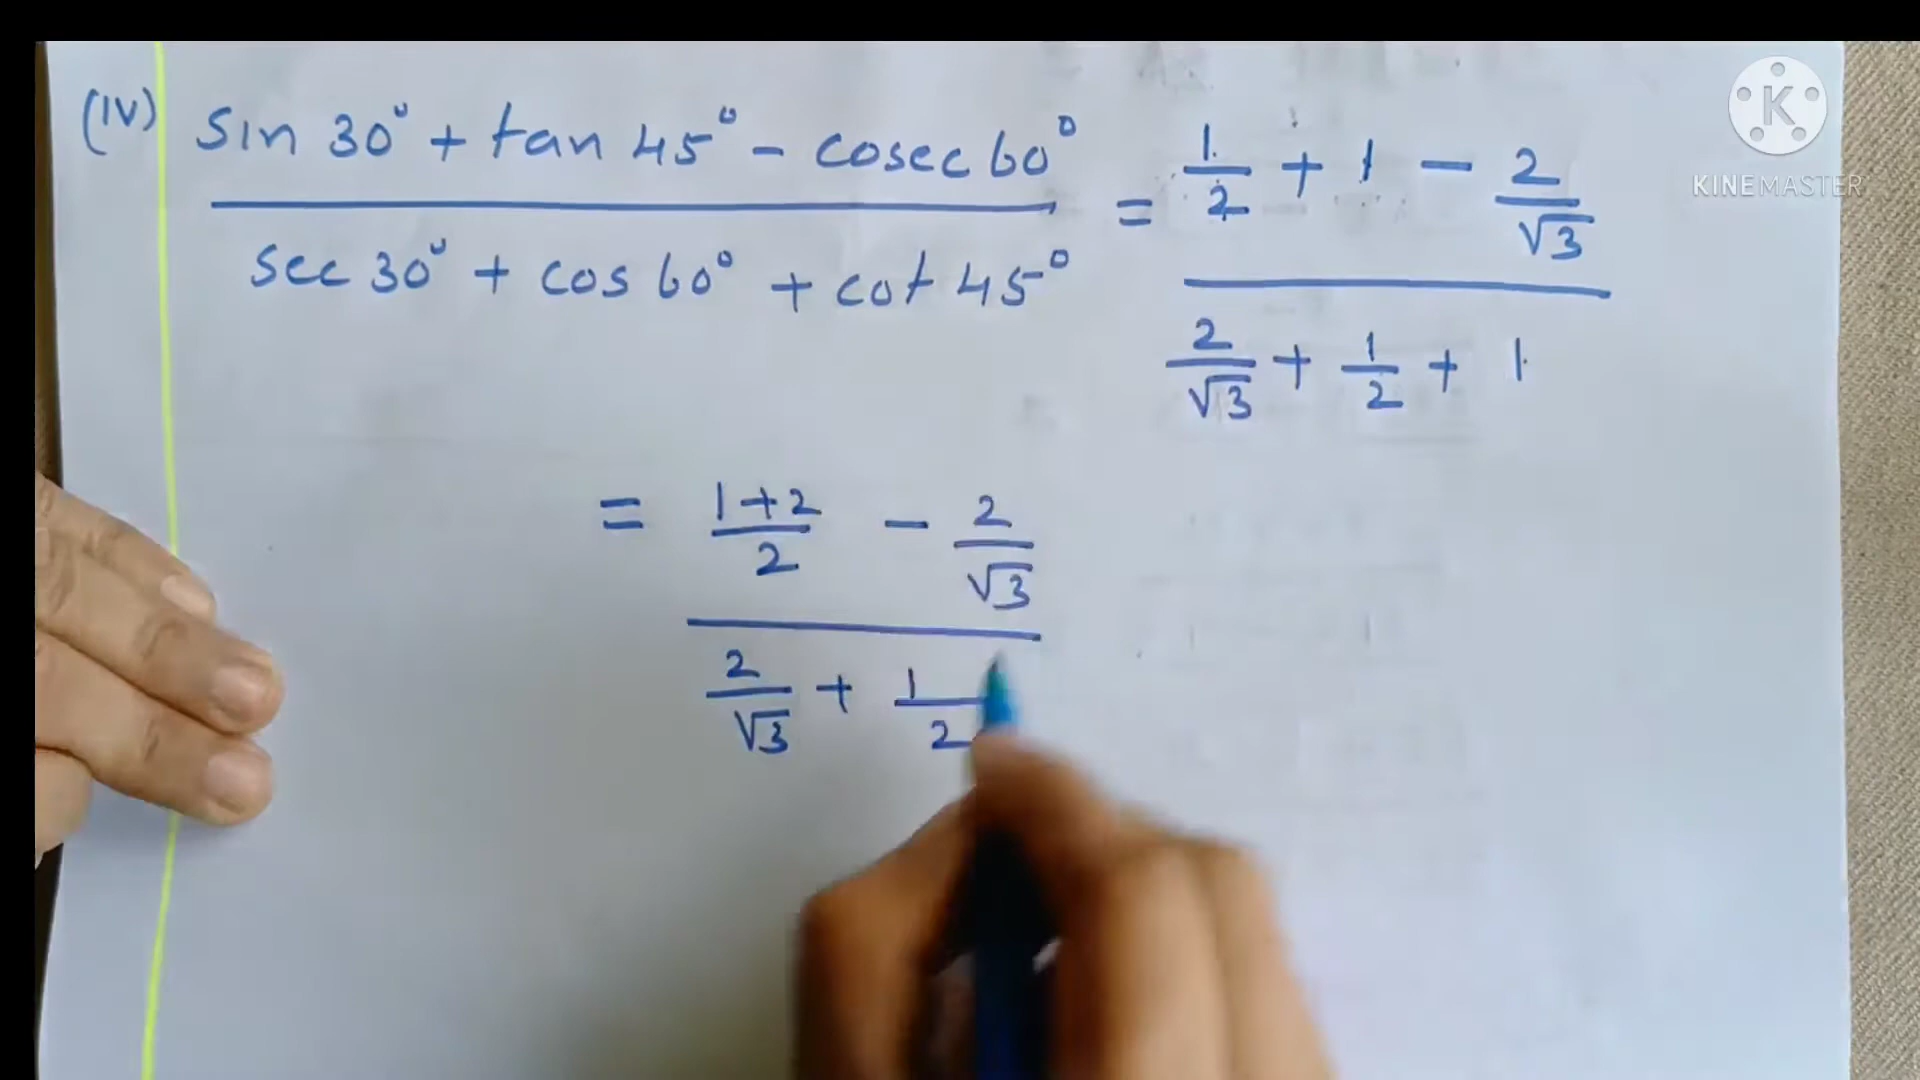 (IV) sin 30° + tan 45° - cosec 60° = 1/2 + 1 - 2/√3
sec 30° + cos 60° + cot 45°
2/√3 + 1/2 + 1
= 1+2/2 - 2/√3
2/√3 + 1/2
KINEMASTER